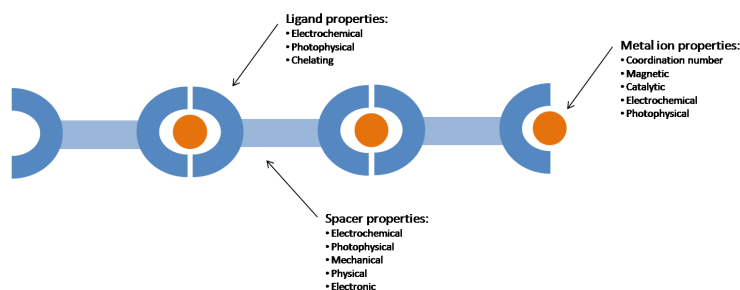 Ligand properties:
• Electrochemical
• Photophysical
• Chelating
Metal ion properties:
• Coordination number
• Magnetic
• Catalytic
• Electrochemical
• Photophysical
Spacer properties:
• Electrochemical
• Photophysical
• Mechanical
• Physical
• Electronic